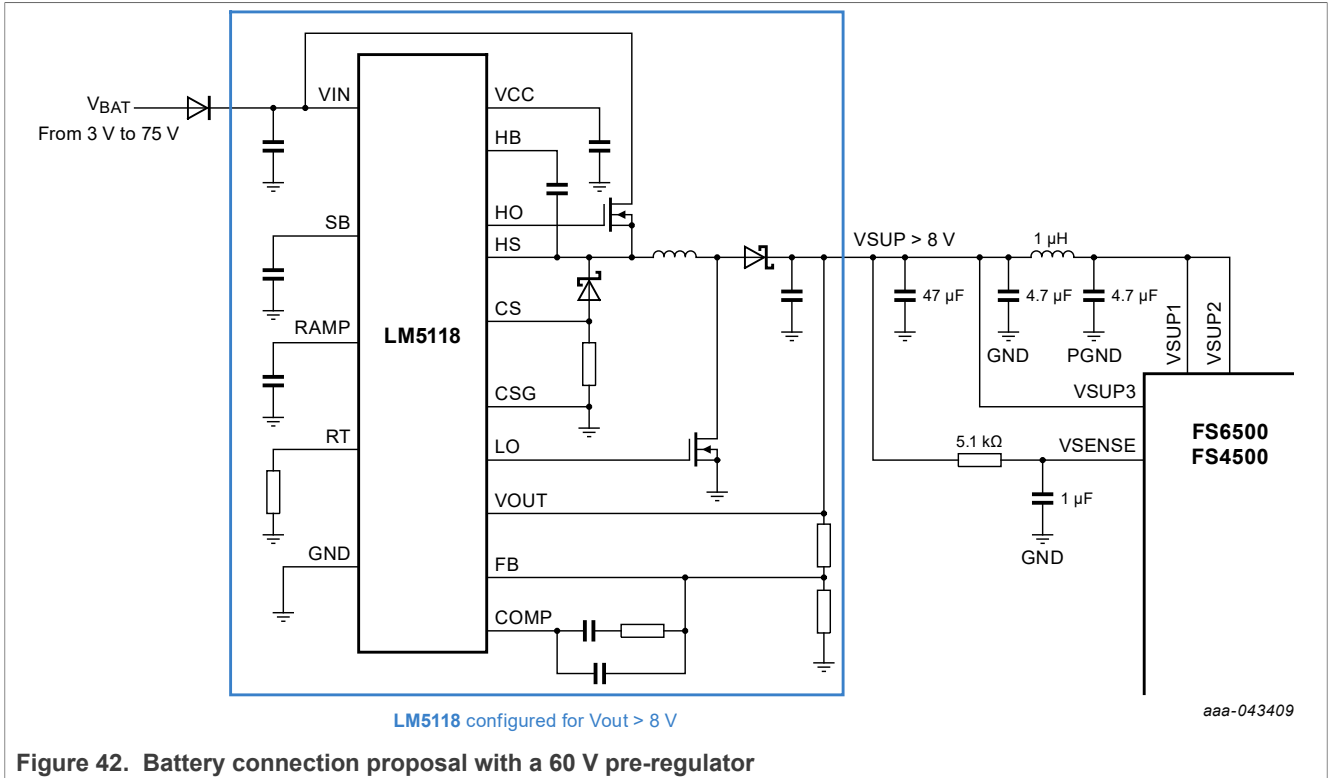 VIN
VCC
VBAT
From 3 V to 75 V
HB
HO
SB
HS
VSUP > 8 V
1 µH
CS
47 µF
4.7 µF
4.7 µF
RAMP
LM5118
GND
PGND
VSUP1
VSUP2
CSG
VSUP3
RT
LO
5.1 kΩ
VSENSE
FS6500
FS4500
VOUT
1 µF
GND
FB
GND
COMP
LM5118 configured for Vout > 8 V
aaa-043409
Figure 42. Battery connection proposal with a 60 V pre-regulator